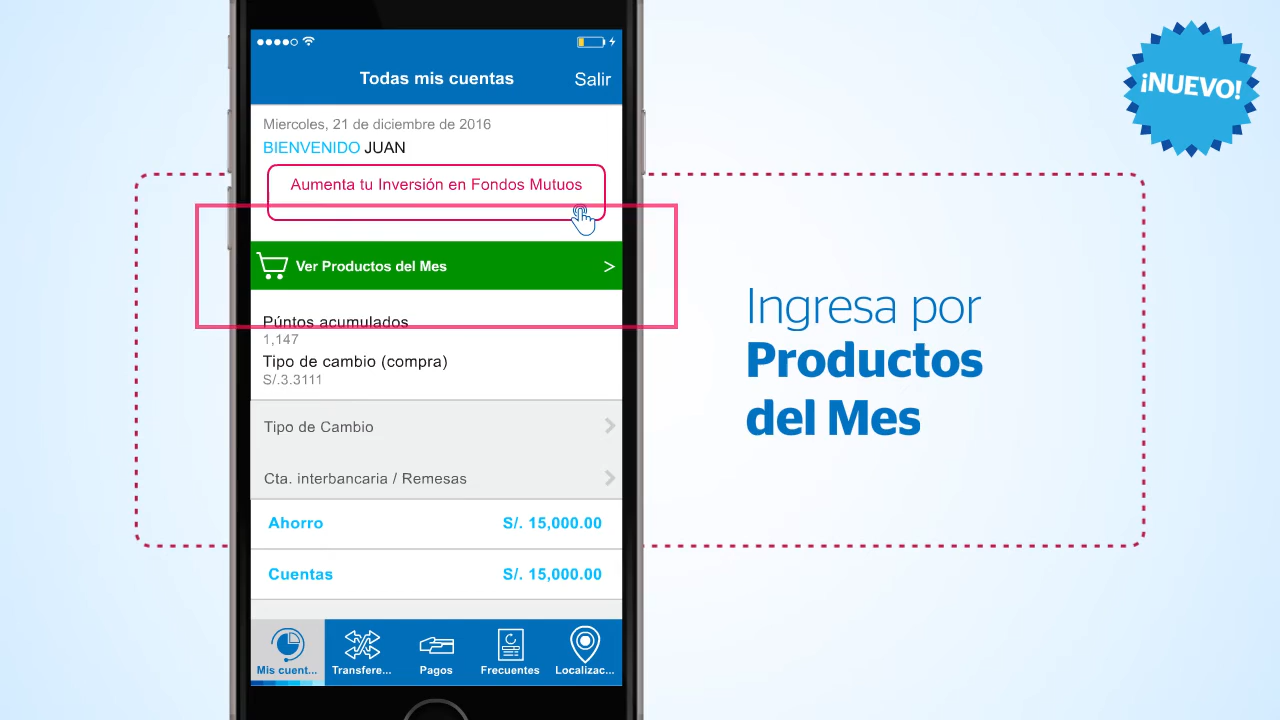 Todas mis cuentas
Salir
Miercoles, 21 de diciembre de 2016
BIENVENIDO JUAN
Aumenta tu Inversión en Fondos Mutuos
Ver Productos del Mes
>
Púntos acumulados
1,147
Tipo de cambio (compra)
S/.3.3111
Tipo de Cambio
Cta. interbancaria / Remesas
Ahorro
S/. 15,000.00
Cuentas
S/. 15,000.00
Mis cuent...
Transfere...
Pagos
Frecuentes
Localizac...
¡NUEVO!
Ingresa por
Productos
del Mes